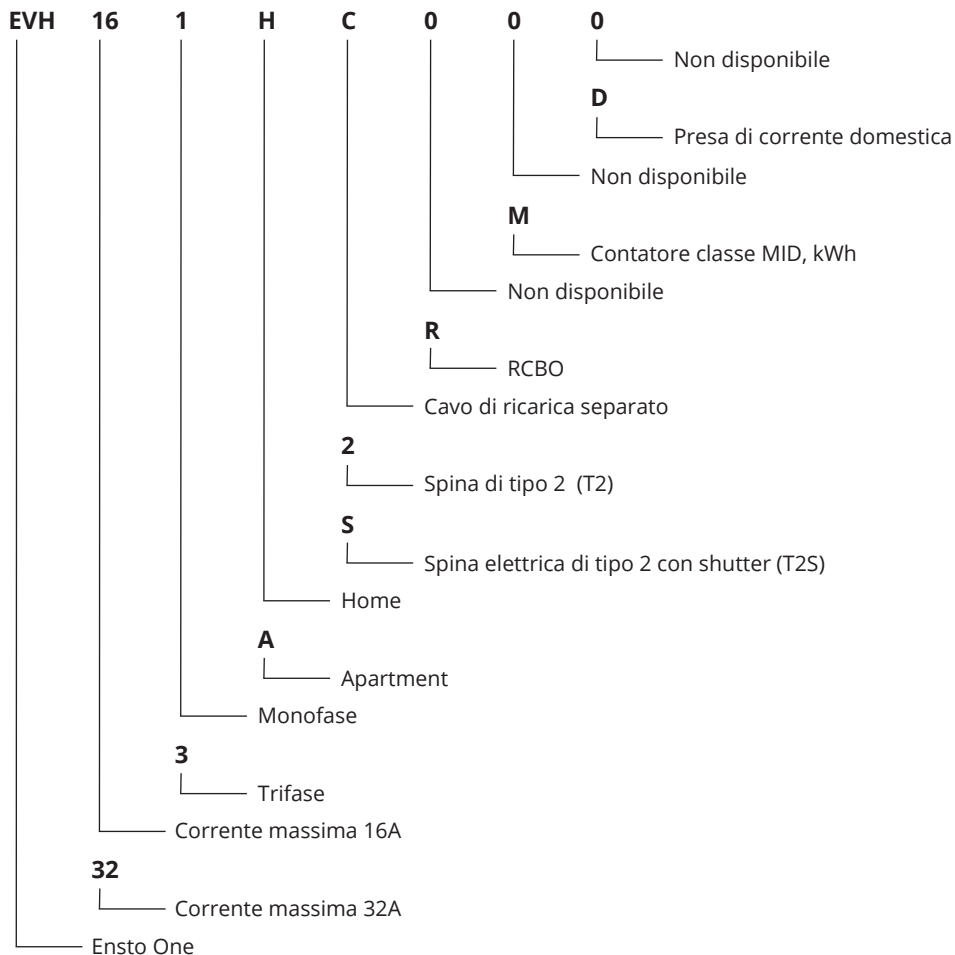 EVH 16 1 H C 0 0 0
Non disponibile
D
Presa di corrente domestica
Non disponibile
M
Contatore classe MID, kWh
Non disponibile
R
RCBO
Cavo di ricarica separato
2
Spina di tipo 2 (T2)
S
Spina elettrica di tipo 2 con shutter (T2S)
Home
A
Apartment
Monofase
3
Trifase
Corrente massima 16A
32
Corrente massima 32A
Ensto One